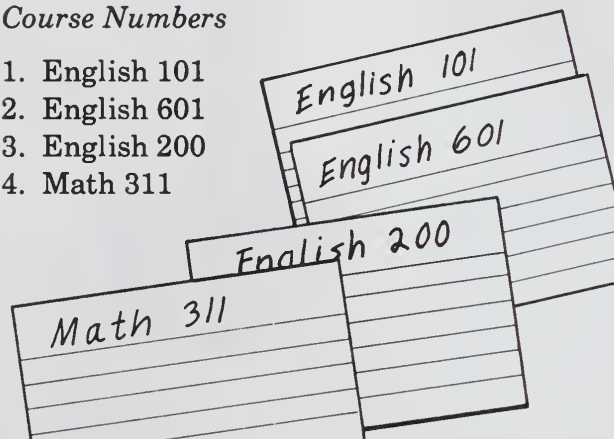 Course Numbers
1. English 101
2. English 601
3. English 200
4. Math 311
English 101
English 601
English 200
Math 311